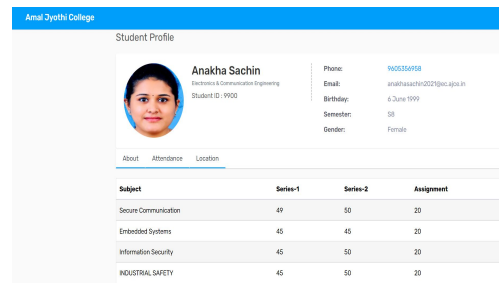 Amal Jyothi College
Student Profile
Anakha Sachin
Electronics & Communication Engineering
Student ID : 9900
Phone: 9605356958
Email: anakhasachin2021@ec.ajce.in
Birthday: 6 June 1999
Semester: S8
Gender: Female
About Attendance Location
Subject Series-1 Series-2 Assignment
Secure Communication 49 50 20
Embedded Systems 45 45 20
Information Security 45 50 20
INDUSTRIAL SAFETY 45 50 20